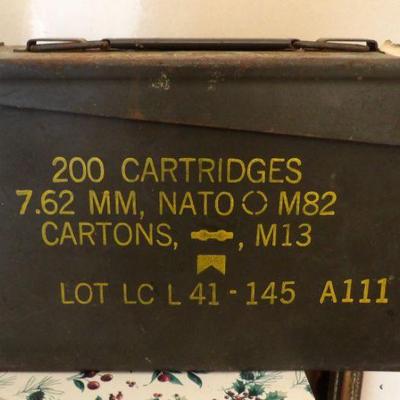 200 CARTRIDGES
7.62 MM, NATO M82
CARTONS, M13
LOT LC L 41-145 A111